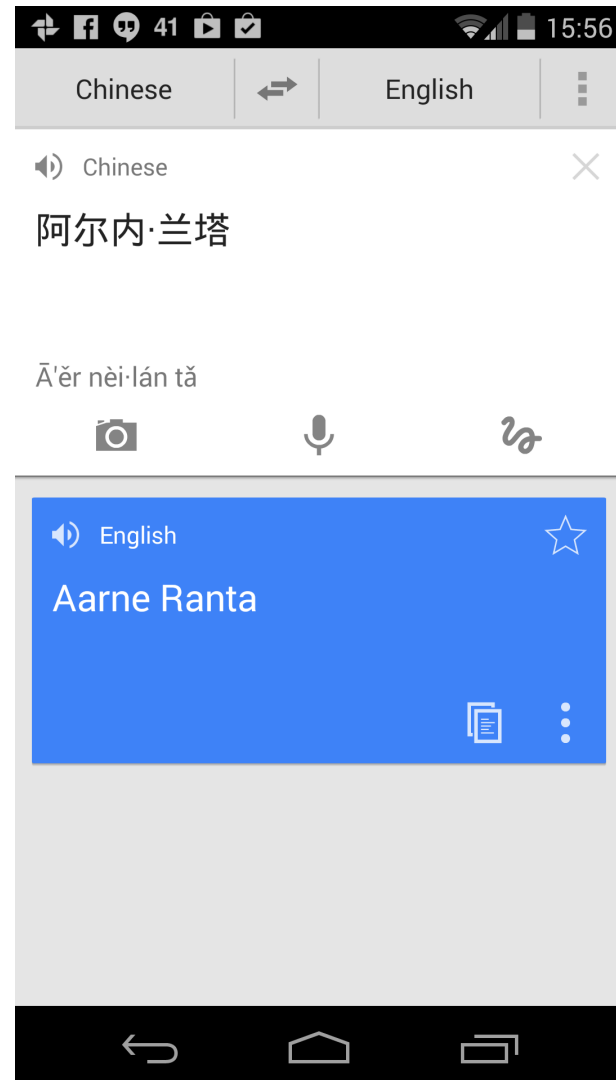 41 15:56
Chinese English
Chinese
阿尔内·兰塔
Ā'ěr nèi·lán tǎ
English
Aarne Ranta